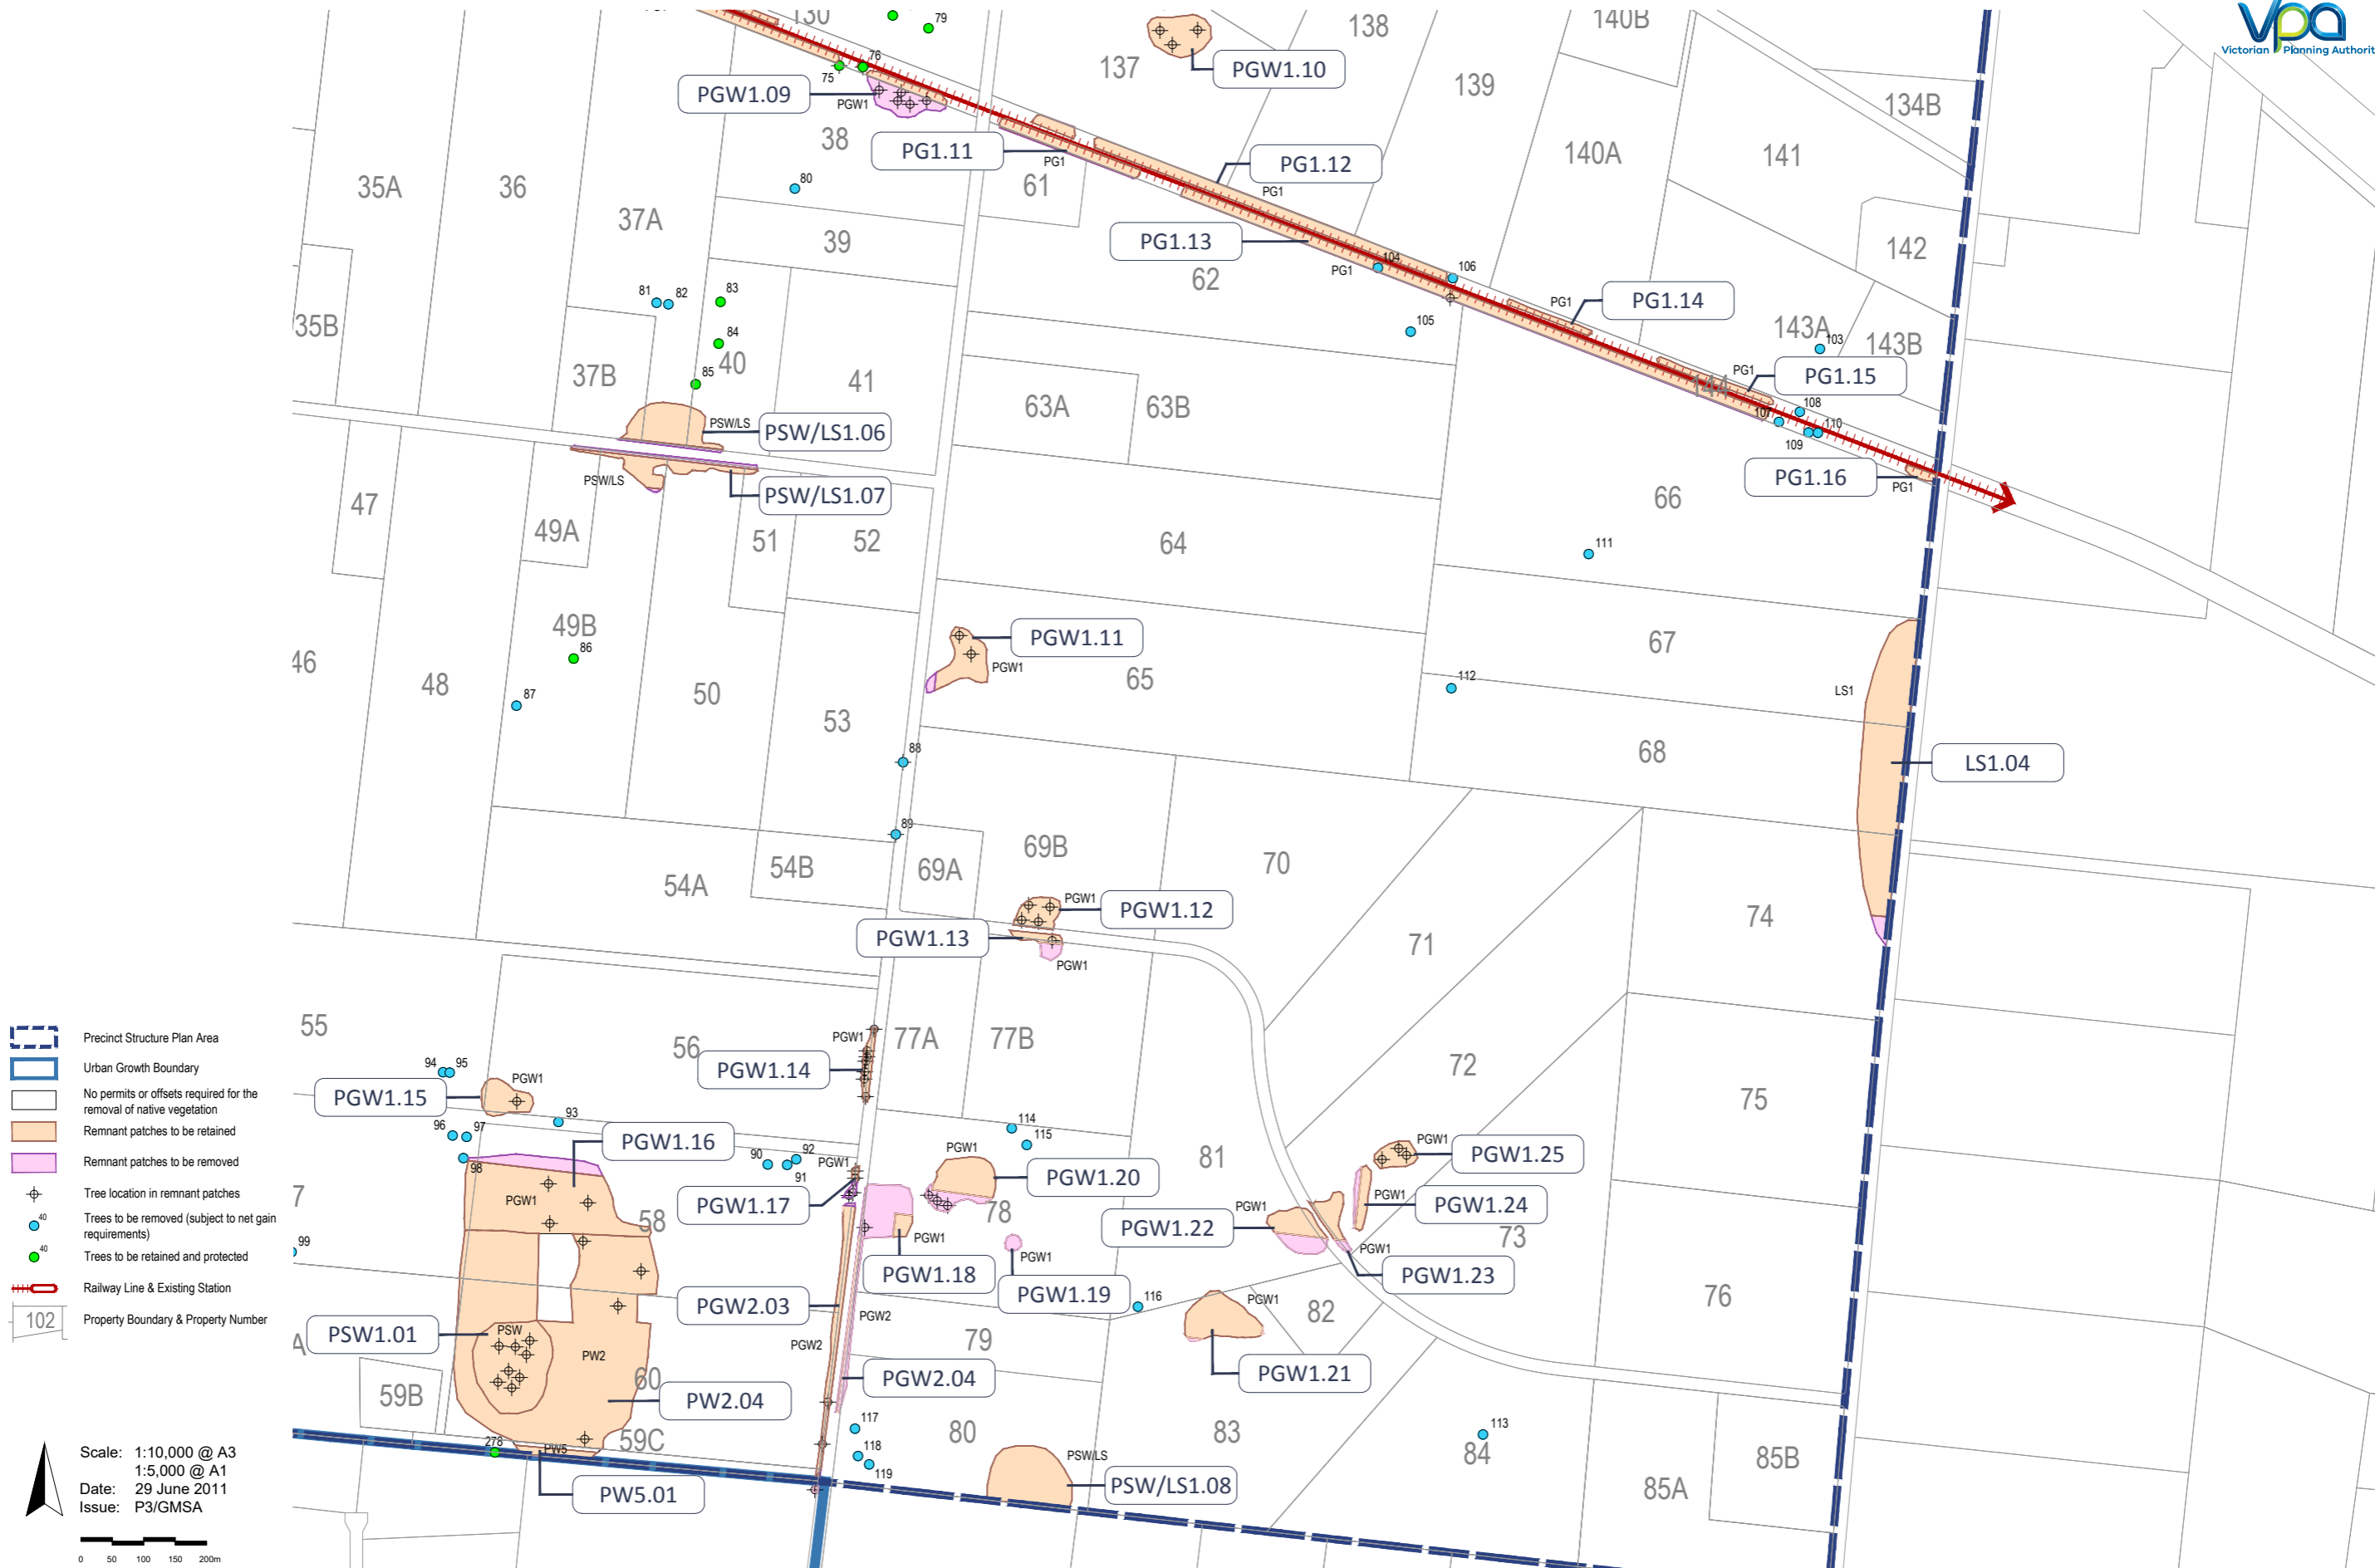 vpa
Victorian Planning Authorit
130
79
138
140B
137
PGW1.10
76
75
139
134B
PGW1.09
PGW1
38
PG1.11
PG1
PG1.12
PG1
140A
141
35A
36
80
61
37A
39
PG1.13
142
62
PG1
104
106
81
82
83
PG1
PG1.14
35B
84
105
143A
103
143B
40
85
37B
41
PG1
PG1.15
144
63A
63B
107
108
110
109
PSW/LS
PSW/LS1.06
PG1.16
PG1
PSW/LS
PSW/LS1.07
47
66
49A
51
52
64
111
49B
PGW1.11
67
86
46
PGW1
65
48
50
87
112
LS1
53
68
88
LS1.04
89
69B
70
54B
69A
54A
PGW1
PGW1.12
74
PGW1.13
71
PGW1
55
Precinct Structure Plan Area
PGW1
77A
77B
56
Urban Growth Boundary
94
95
PGW1.14
72
PGW1
75
No permits or offsets required for the
removal of native vegetation
PGW1.15
93
114
Remnant patches to be retained
96
97
PGW1.16
115
PGW1
PGW1
PGW1.25
81
92
90
91
PGW1
Remnant patches to be removed
98
PGW1.20
Tree location in remnant patches
7
PGW1
PGW1.17
PGW1
PGW1.24
40
Trees to be removed (subject to net gain
requirements)
58
78
PGW1.22
PGW1
73
99
PGW1
PGW1
PGW1
40
Trees to be retained and protected
PGW1.18
PGW1.23
Railway Line & Existing Station
PGW1.19
PGW2.03
116
PGW1
76
102
Property Boundary & Property Number
PGW2
82
PSW1.01
PSW
79
A
PGW2
PW2
PGW2.04
PGW1.21
60
59B
PW2.04
117
80
83
113
278
PW5
59C
118
84
Scale: 1:10,000 @ A3
1:5,000 @ A1
PSW/LS
85B
119
Date: 29 June 2011
PSW/LS1.08
85A
PW5.01
Issue: P3/GMSA
0 50 100 150 200m